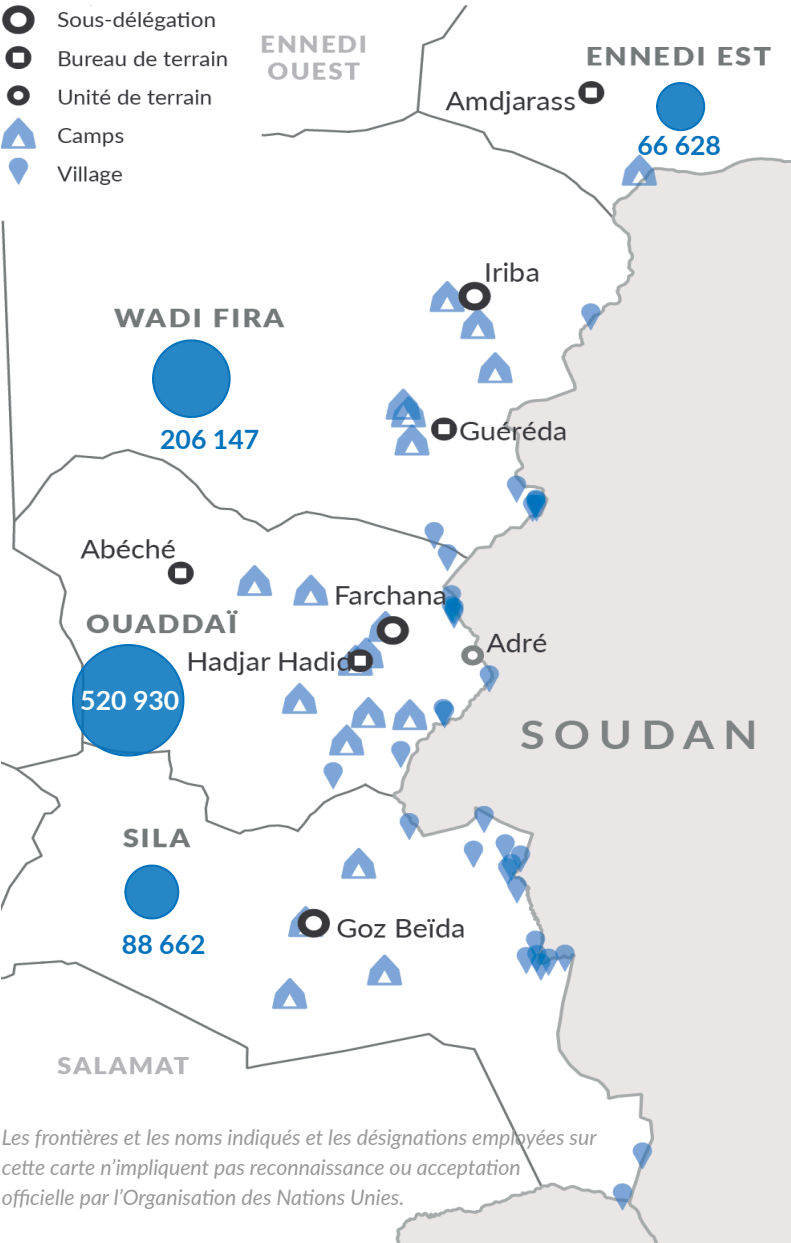 Sous-délégation
Bureau de terrain
Unité de terrain
Camps
Village
ENNEDI
OUEST
ENNEDI EST
Amdjarass
66 628
Iriba
WADI FIRA
206 147
Guéréda
Abéché
Farchana
OUADDAÏ
Adré
Hadjar Hadid
520 930
SOUDAN
SILA
88 662
Goz Beïda
SALAMAT
Les frontières et les noms indiqués et les désignations employées sur
cette carte n'impliquent pas reconnaissance ou acceptation
officielle par l'Organisation des Nations Unies.